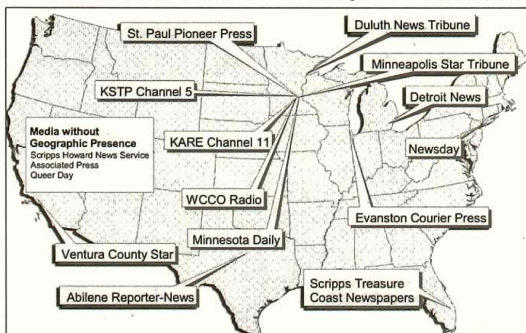 St. Paul Pioneer Press
Duluth News Tribune
Minneapolis Star Tribune
KSTP Channel 5
Detroit News
Media without
Geographic Presence
Scripps Howard News Service
Associated Press
Queer Day
KARE Channel 11
Newsday
WCCO Radio
Evanston Courier Press
Minnesota Daily
Ventura County Star
Abilene Reporter-News
Scripps Treasure
Coast Newspapers